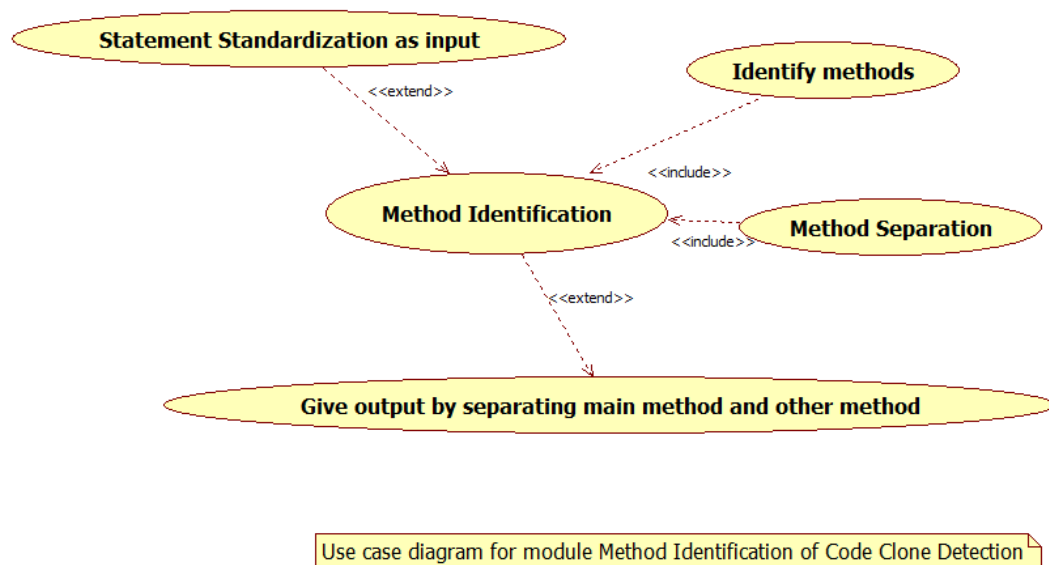 Statement Standardization as input
Identify methods
<<extend>>
<<include>>
Method Identification
Method Separation
<<include>>
<<extend>>
Give output by separating main method and other method
Use case diagram for module Method Identification of Code Clone Detection